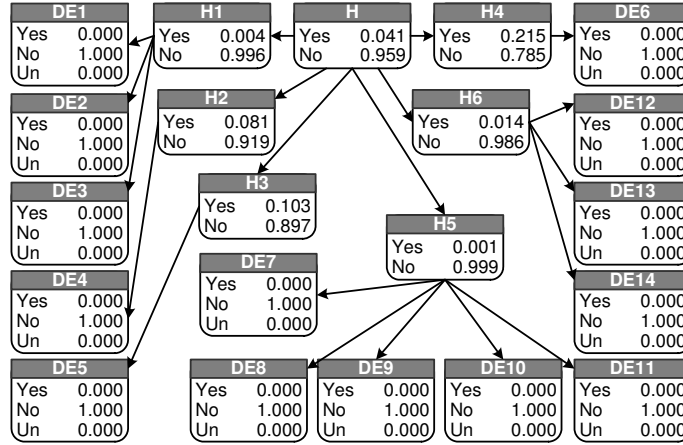 DE1
Yes 0.000
No 1.000
Un 0.000
H1
Yes 0.004
No 0.996
H
Yes 0.041
No 0.959
H4
Yes 0.215
No 0.785
DE6
Yes 0.000
No 1.000
Un 0.000
DE2
Yes 0.000
No 1.000
Un 0.000
H2
Yes 0.081
No 0.919
H6
Yes 0.014
No 0.986
DE12
Yes 0.000
No 1.000
Un 0.000
DE3
Yes 0.000
No 1.000
Un 0.000
H3
Yes 0.103
No 0.897
DE13
Yes 0.000
No 1.000
Un 0.000
H5
Yes 0.001
No 0.999
DE7
Yes 0.000
No 1.000
Un 0.000
DE4
Yes 0.000
No 1.000
Un 0.000
DE14
Yes 0.000
No 1.000
Un 0.000
DE5
Yes 0.000
No 1.000
Un 0.000
DE8
Yes 0.000
No 1.000
Un 0.000
DE9
Yes 0.000
No 1.000
Un 0.000
DE10
Yes 0.000
No 1.000
Un 0.000
DE11
Yes 0.000
No 1.000
Un 0.000